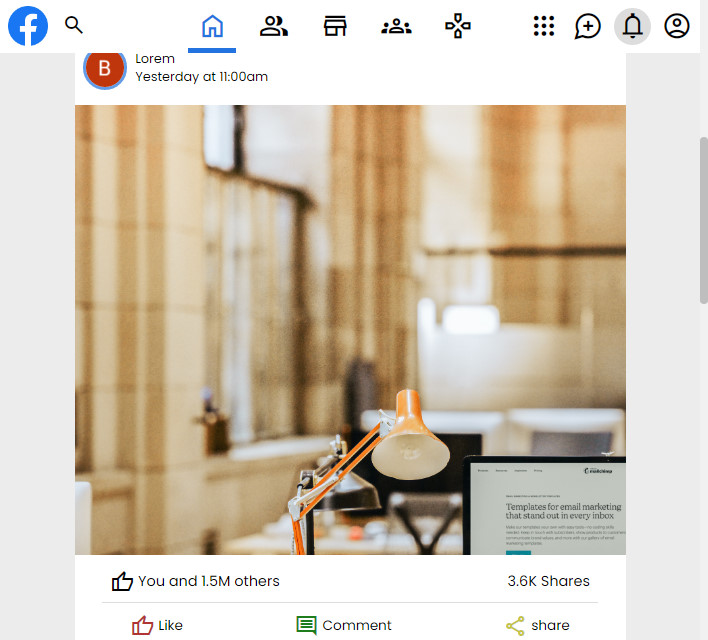 Lorem
B
Yesterday at 11:00am
Templates for email marketing
that stand out in every inbox
You and 1.5M others
3.6K Shares
Like
Comment
share